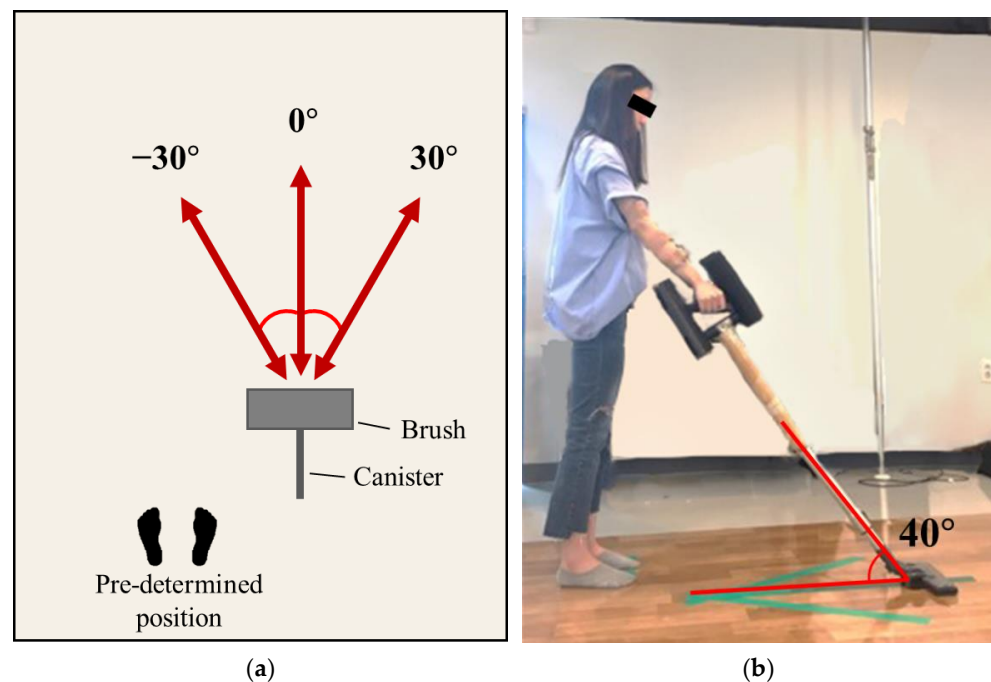 0°
−30°
30°
Brush
Canister
Pre-determined
position
40°
(a)
(b)